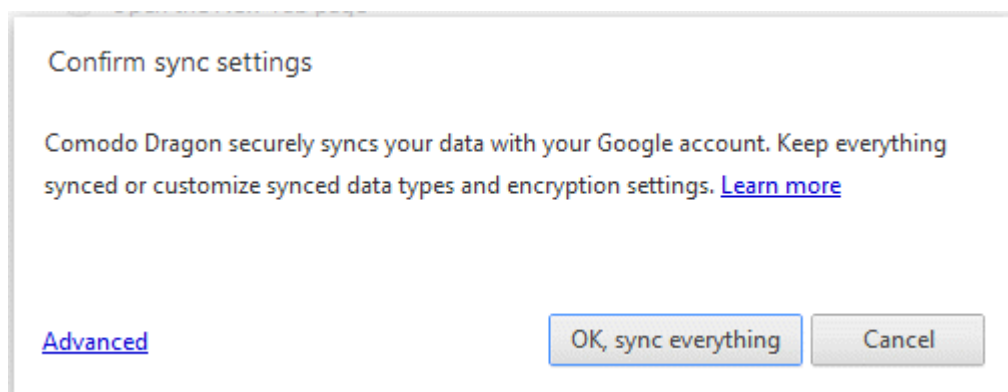 Confirm sync settings
Comodo Dragon securely syncs your data with your Google account. Keep everything
synced or customize synced data types and encryption settings. Learn more
Advanced
OK, sync everything
Cancel